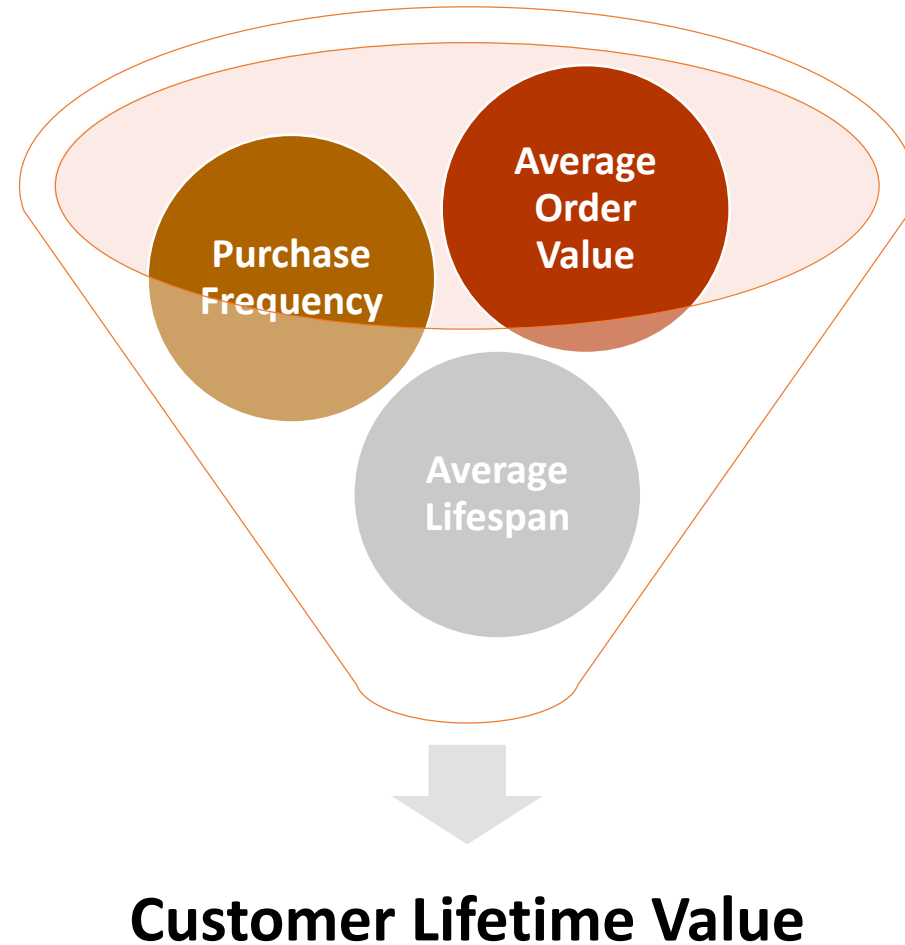 Average
Order
Value
Purchase
Frequency
Average
Lifespan
Customer Lifetime Value